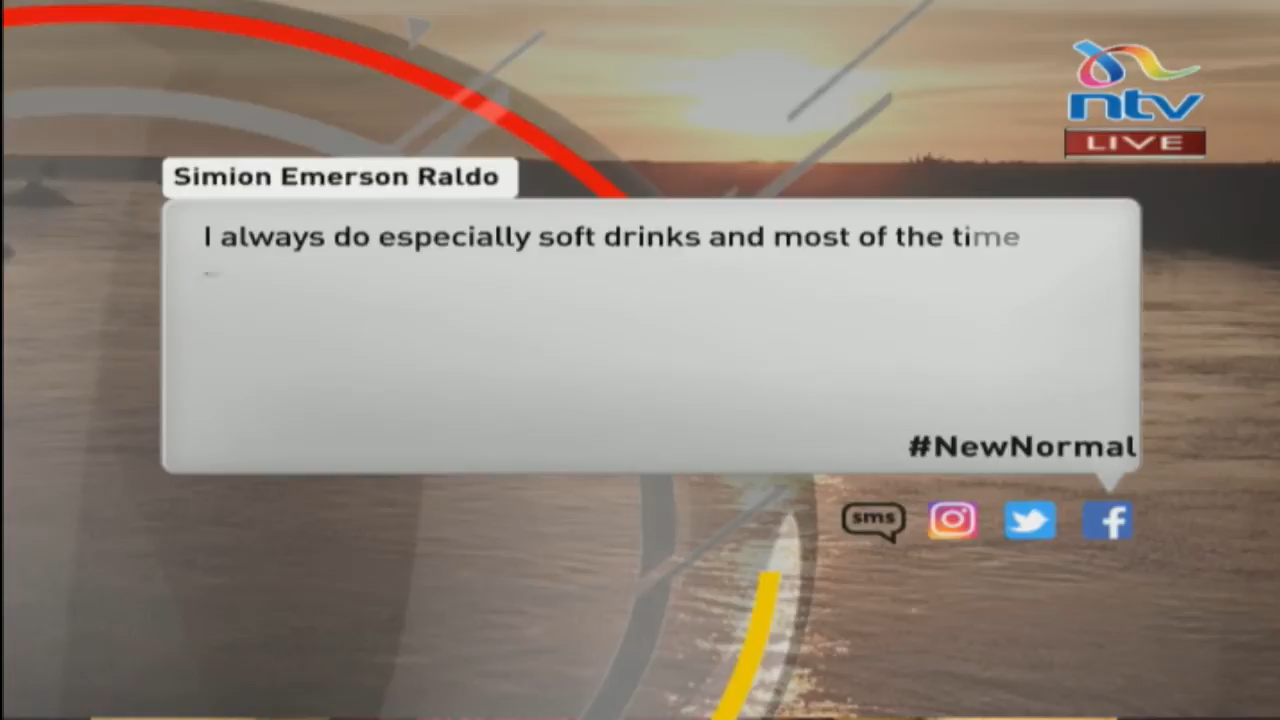 ntv
LIVE
Simion Emerson Raldo
I always do especially soft drinks and most of the time
#NewNormal
sms